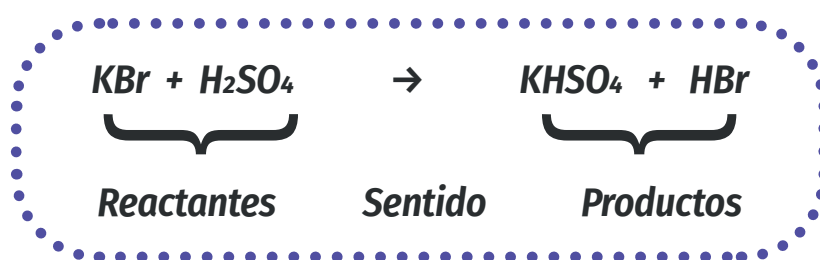 KBr + H₂SO₄ → KHSO₄ + HBr
Reactantes Sentido Productos